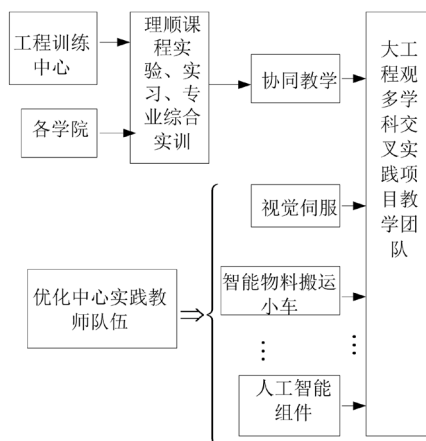 工程训练
中心
各学院
理顺课
程实
验、实
习、专
业综合
实训
协同教学
视觉伺服
智能物料搬运
小车
人工智能
组件
优化中心实践教
师队伍
大工
程观
多学
科交
叉实
践项
目教
学团
队